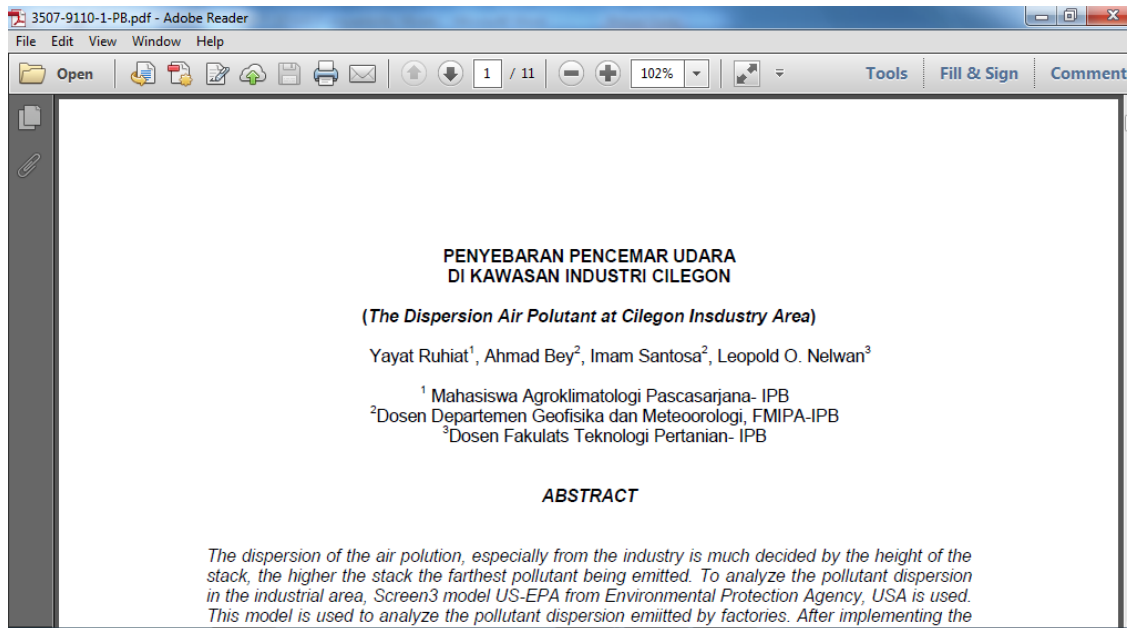 3507-9110-1-PB.pdf - Adobe Reader
File Edit View Window Help
Open 1 / 11 102% Tools Fill & Sign Comment
PENYEBARAN PENCEMAR UDARA
DI KAWASAN INDUSTRI CILEGON
(The Dispersion Air Polutant at Cilegon Insdustry Area)
Yayat Ruhiat1, Ahmad Bey2, Imam Santosa2, Leopold O. Nelwan3
1 Mahasiswa Agroklimatologi Pascasarjana- IPB
2Dosen Departemen Geofisika dan Meteoorologi, FMIPA-IPB
3Dosen Fakulats Teknologi Pertanian- IPB
ABSTRACT
The dispersion of the air polution, especially from the industry is much decided by the height of the
stack, the higher the stack the farthest pollutant being emitted. To analyze the pollutant dispersion
in the industrial area, Screen3 model US-EPA from Environmental Protection Agency, USA is used.
This model is used to analyze the pollutant dispersion emiitted by factories. After implementing the